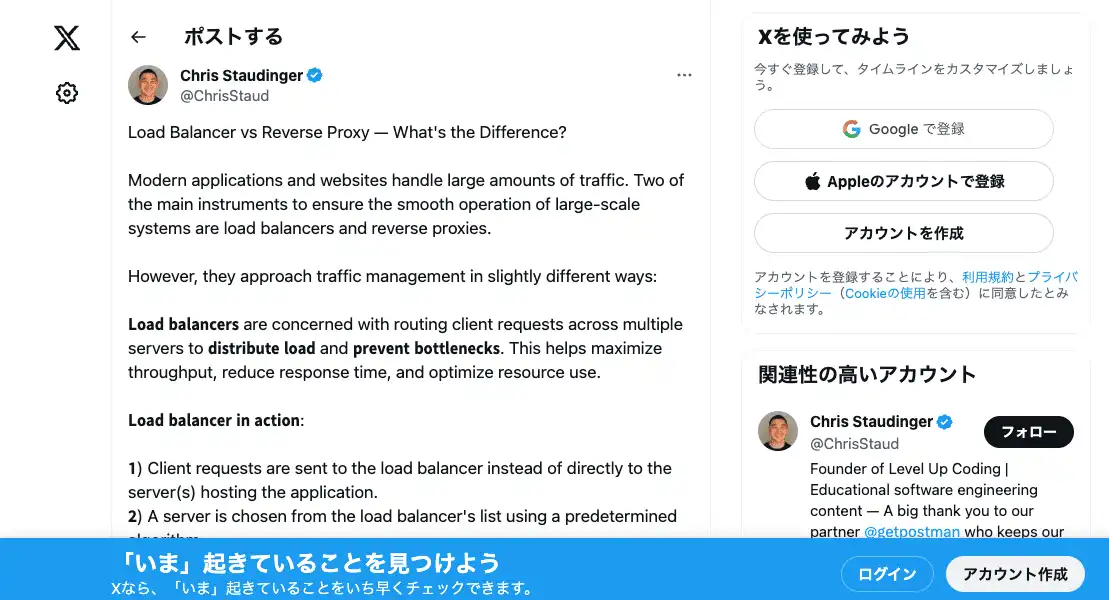 ポストする
Chris Staudinger
@ChrisStaud
Load Balancer vs Reverse Proxy — What's the Difference?
Modern applications and websites handle large amounts of traffic. Two of
the main instruments to ensure the smooth operation of large-scale
systems are load balancers and reverse proxies.
However, they approach traffic management in slightly different ways:
Load balancers are concerned with routing client requests across multiple
servers to distribute load and prevent bottlenecks. This helps maximize
throughput, reduce response time, and optimize resource use.
Load balancer in action:
1) Client requests are sent to the load balancer instead of directly to the
server(s) hosting the application.
2) A server is chosen from the load balancer's list using a predetermined
Xを使ってみよう
今すぐ登録して、タイムラインをカスタマイズしましょ
う。
Google で登録
Appleのアカウントで登録
アカウントを作成
アカウントを登録することにより、利用規約とプライバ
シーポリシー（Cookieの使用を含む）に同意したとみ
なされます。
関連性の高いアカウント
Chris Staudinger
@ChrisStaud
フォロー
Founder of Level Up Coding |
Educational software engineering
content — A big thank you to our
partner @getpostman who keeps our
「いま」起きていることを見つけよう
Xなら、「いま」起きていることをいち早くチェックできます。
ログイン
アカウント作成